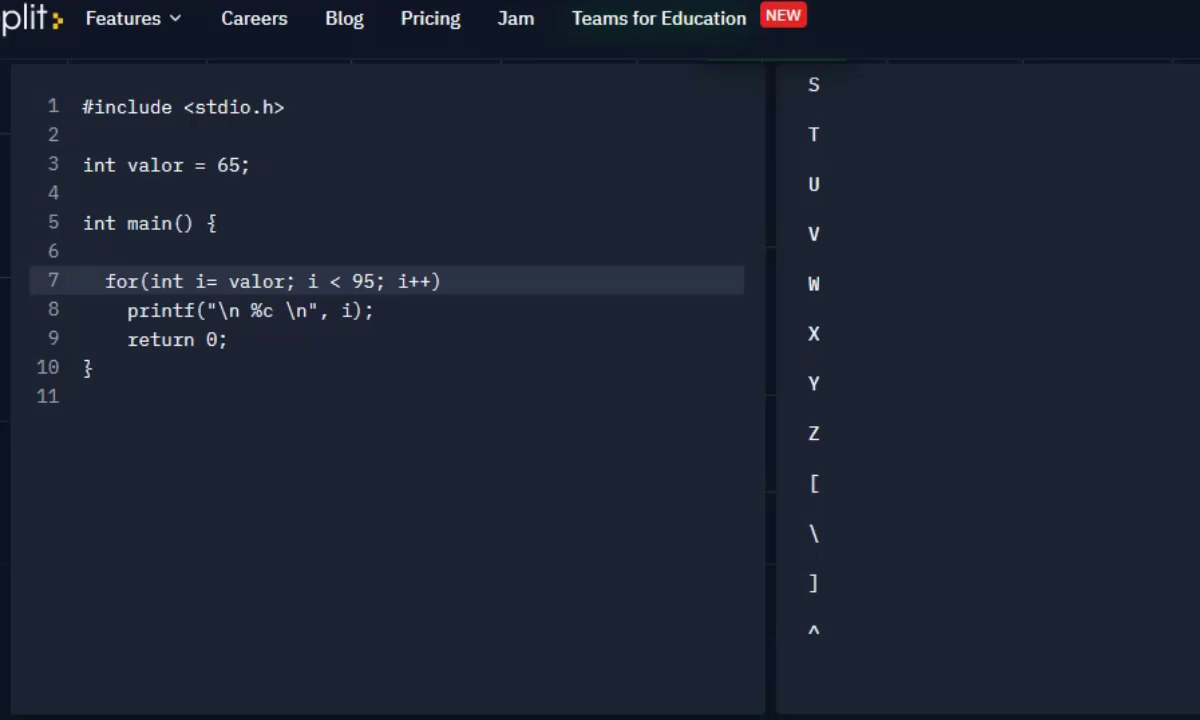 plit
Features Careers Blog Pricing Jam Teams for Education NEW
1 #include <stdio.h>
2
3 int valor = 65;
4
5 int main() {
6
7 for(int i= valor; i < 95; i++)
8 printf("\n %c \n", i);
9 return 0;
10 }
11
S
T
U
V
W
X
Y
Z
[
\
]
^